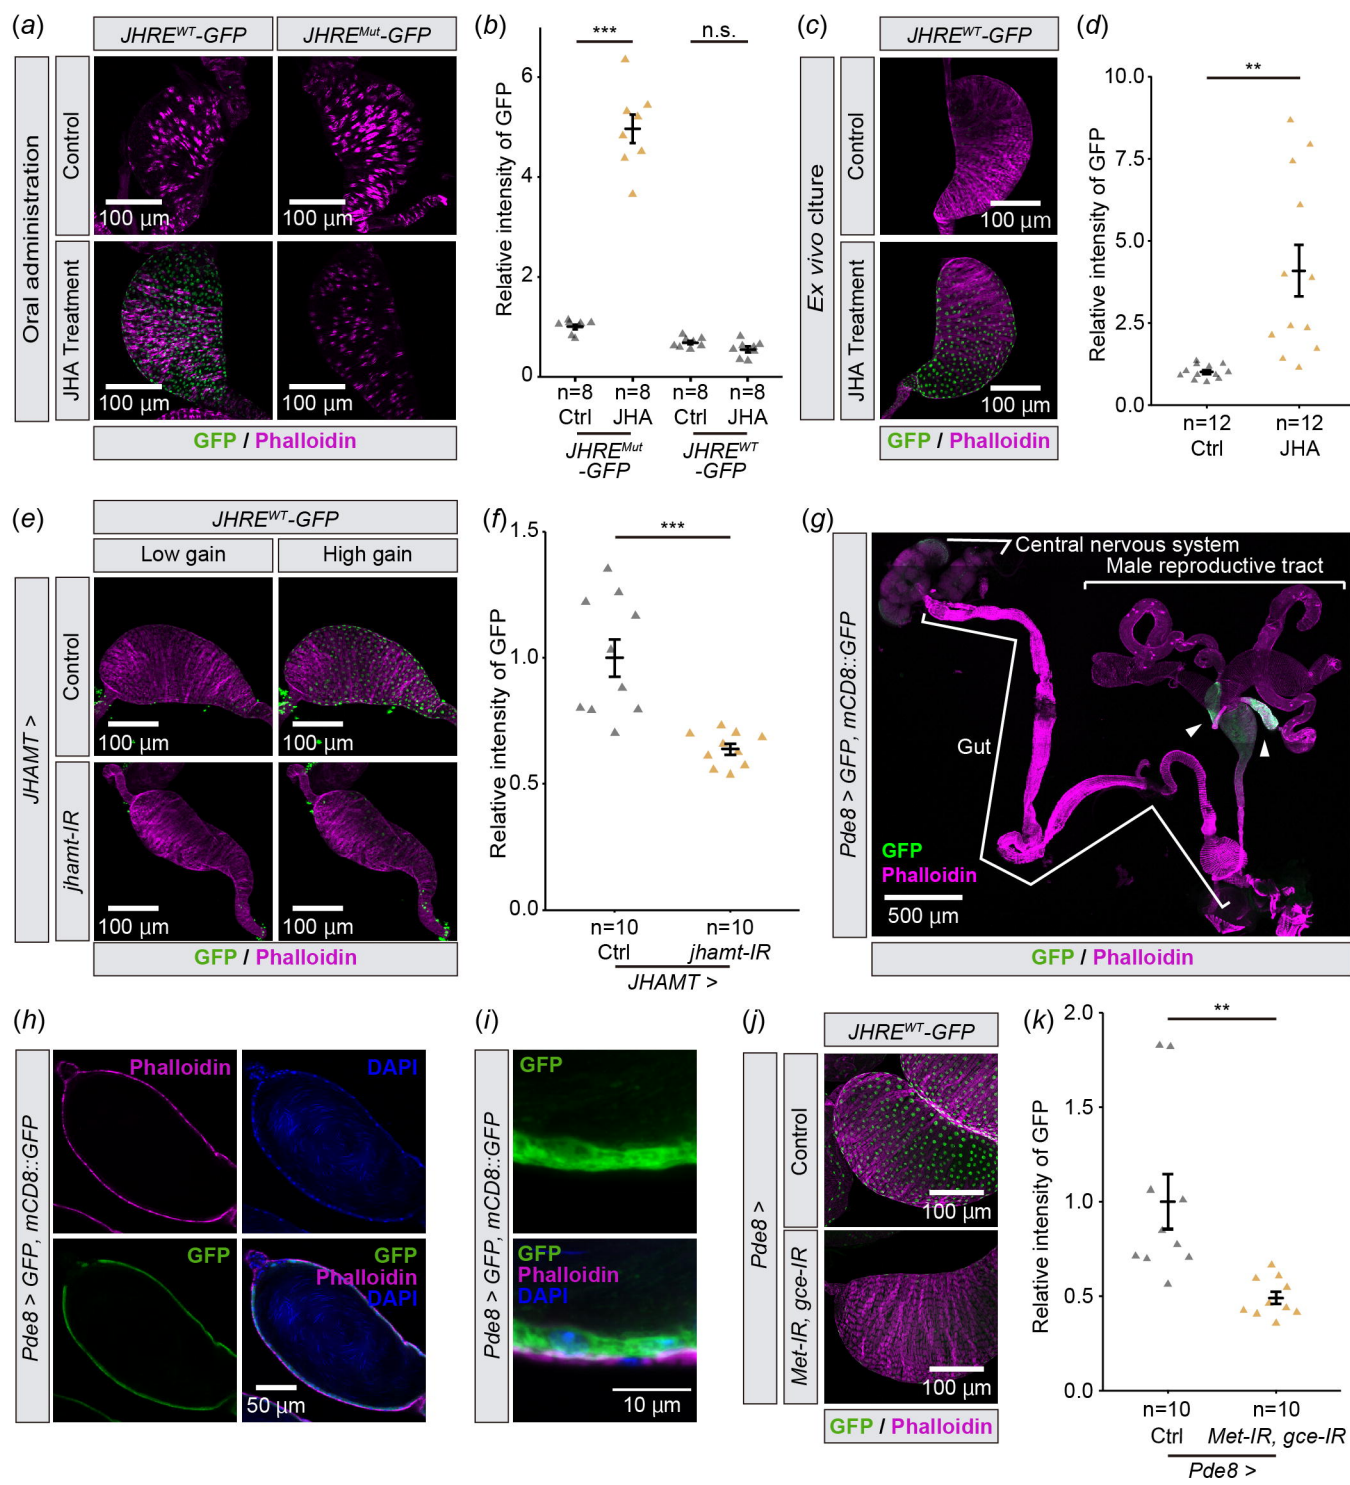 (a)
JHRE^WT-GFP
JHRE^Mut-GFP
Oral administration
Control
JHA Treatment
100 µm
100 µm
100 µm
100 µm
GFP / Phalloidin
(b)
Relative intensity of GFP
6
4
2
0
***
n.s.
n=8
n=8
n=8
n=8
Ctrl
JHA
Ctrl
JHA
JHRE^Mut
-GFP
JHRE^WT
-GFP
(c)
JHRE^WT-GFP
Ex vivo clture
Control
JHA Treatment
100 µm
100 µm
GFP / Phalloidin
(d)
Relative intensity of GFP
10.0
7.5
5.0
2.5
0.0
**
n=12
n=12
Ctrl
JHA
(e)
JHRE^WT-GFP
Low gain
High gain
JHAMT >
Control
jhamt-IR
100 µm
100 µm
100 µm
100 µm
GFP / Phalloidin
(f)
Relative intensity of GFP
1.5
1.0
0.5
0.0
***
n=10
n=10
Ctrl
jhamt-IR
JHAMT >
(g)
Pde8 > GFP, mCD8::GFP
Central nervous system
Male reproductive tract
Gut
GFP
Phalloidin
500 µm
GFP / Phalloidin
(h)
Pde8 > GFP, mCD8::GFP
Phalloidin
DAPI
GFP
GFP
Phalloidin
DAPI
50 µm
(i)
Pde8 > GFP, mCD8::GFP
GFP
GFP
Phalloidin
DAPI
10 µm
(j)
JHRE^WT-GFP
Pde8 >
Control
Met-IR, gce-IR
100 µm
100 µm
GFP / Phalloidin
(k)
Relative intensity of GFP
2.0
1.5
1.0
0.5
0.0
**
n=10
n=10
Ctrl
Met-IR, gce-IR
Pde8 >